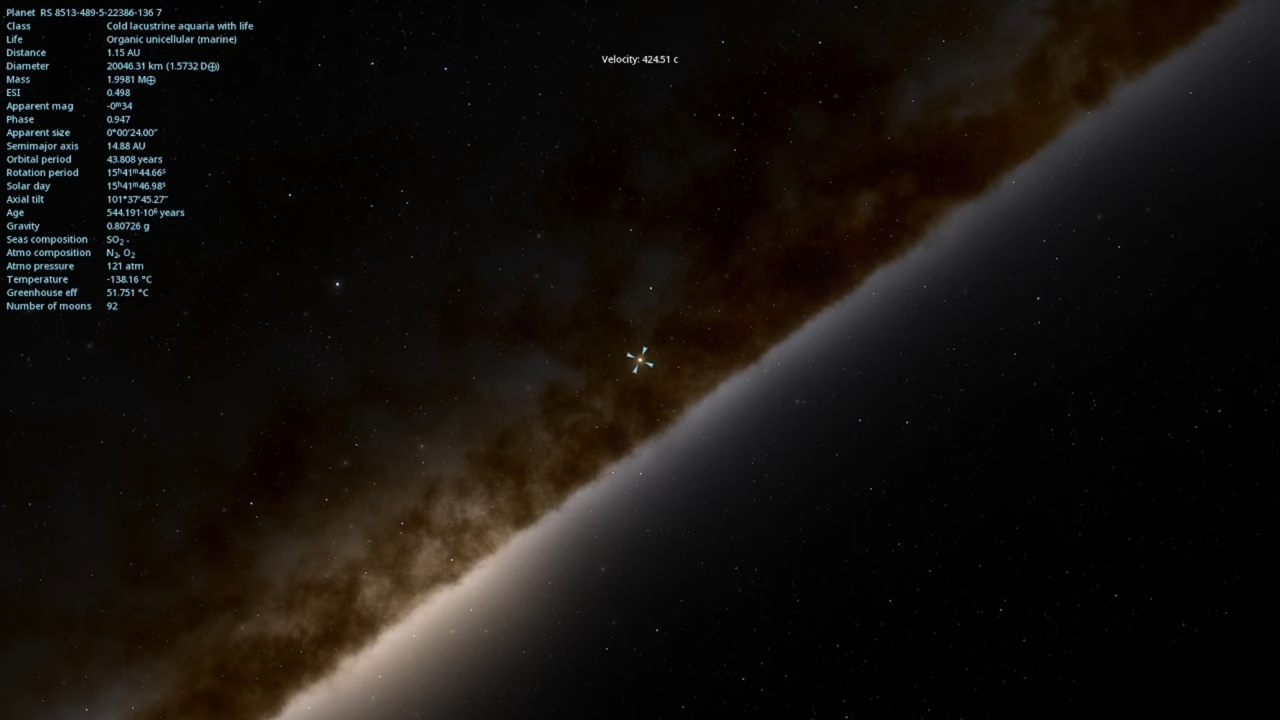 Planet RS 8513-489-5-22386-136 7
Class Cold lacustrine aquaria with life
Life Organic unicellular (marine)
Distance 1.15 AU
Diameter 20046.31 km (1.5732 D⊕)
Mass 1.9981 M⊕
ESI 0.498
Apparent mag -0ᵐ34
Phase 0.947
Apparent size 0°00'24.00"
Semimajor axis 14.88 AU
Orbital period 43.808 years
Rotation period 15ʰ41ᵐ44.66ˢ
Solar day 15ʰ41ᵐ46.98ˢ
Axial tilt 101°37'45.27"
Age 544.191·10⁶ years
Gravity 0.80726 g
Seas composition SO₂ ,
Atmo composition N₂, O₂
Atmo pressure 121 atm
Temperature -138.16 °C
Greenhouse eff 51.751 °C
Number of moons 92
Velocity: 424.51 c